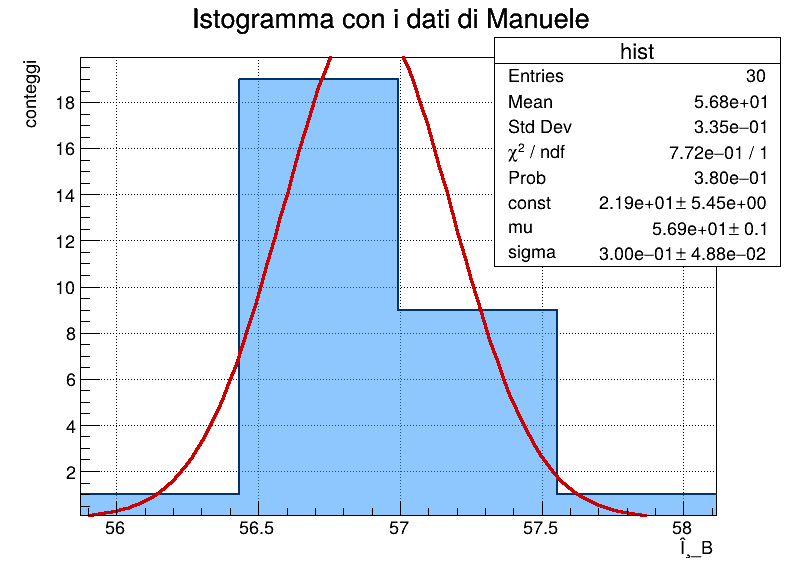 Istogramma con i dati di Manuele
conteggi
hist
Entries 30
Mean 5.68e+01
Std Dev 3.35e−01
χ² / ndf 7.72e−01 / 1
Prob 3.80e−01
const 2.19e+01 ± 5.45e+00
mu 5.69e+01 ± 0.1
sigma 3.00e−01 ± 4.88e−02
18
16
14
12
10
8
6
4
2
56 56.5 57 57.5 58
Î¸_B